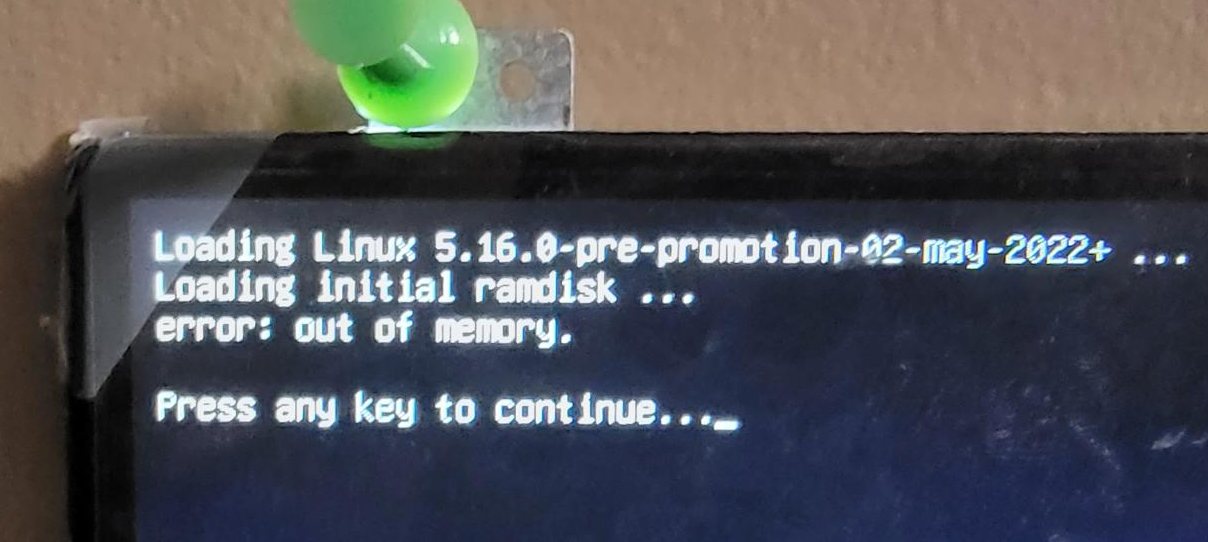 Loading Linux 5.16.0-pre-promotion-02-may-2022+ ...
Loading initial ramdisk ...
error: out of memory.
Press any key to continue..._